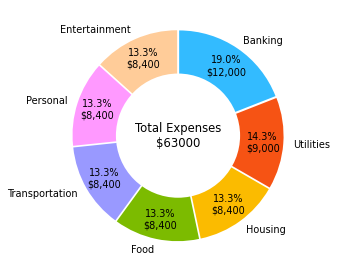 Entertainment
13.3%
$8,400
Banking
19.0%
$12,000
Personal
13.3%
$8,400
Total Expenses
$63000
Utilities
14.3%
$9,000
Transportation
13.3%
$8,400
Housing
13.3%
$8,400
Food
13.3%
$8,400